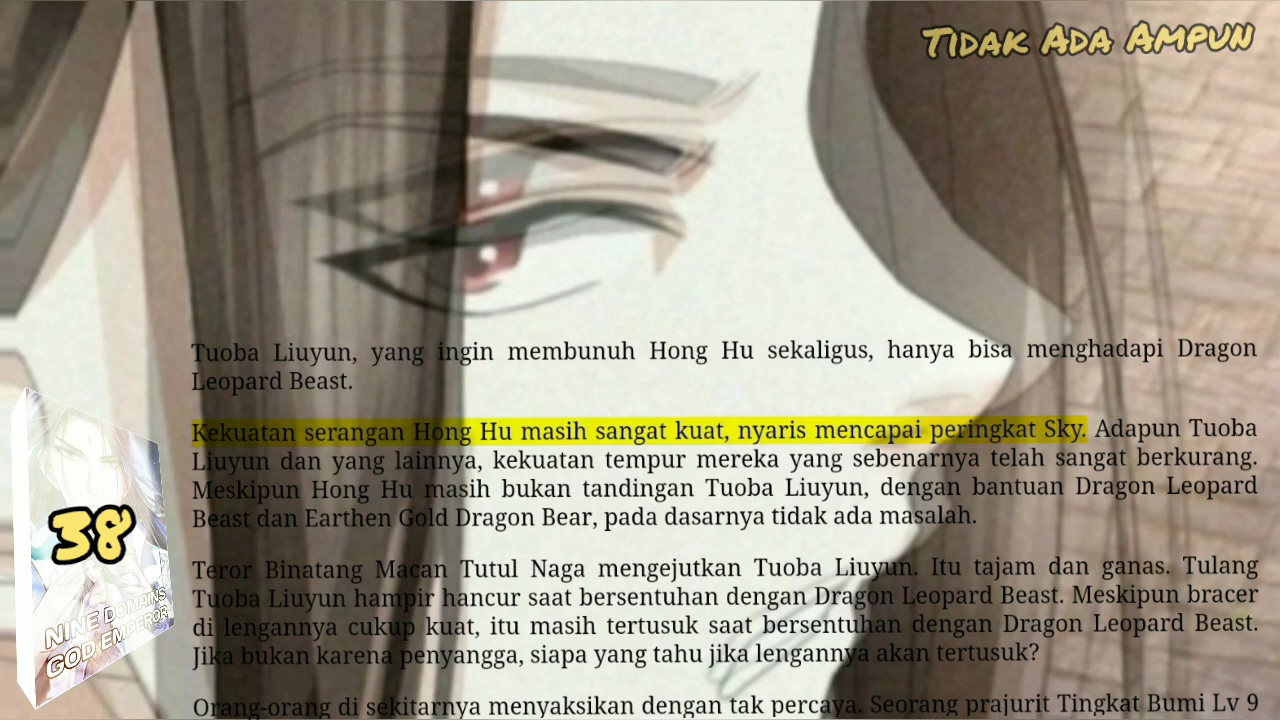 Tidak Ada Ampun
Tuoba Liuyun, yang ingin membunuh Hong Hu sekaligus, hanya bisa menghadapi Dragon
Leopard Beast.
Kekuatan serangan Hong Hu masih sangat kuat, nyaris mencapai peringkat Sky. Adapun Tuoba
Liuyun dan yang lainnya, kekuatan tempur mereka yang sebenarnya telah sangat berkurang.
Meskipun Hong Hu masih bukan tandingan Tuoba Liuyun, dengan bantuan Dragon Leopard
Beast dan Earthen Gold Dragon Bear, pada dasarnya tidak ada masalah.
Teror Binatang Macan Tutul Naga mengejutkan Tuoba Liuyun. Itu tajam dan ganas. Tulang
Tuoba Liuyun hampir hancur saat bersentuhan dengan Dragon Leopard Beast. Meskipun bracer
di lengannya cukup kuat, itu masih tertusuk saat bersentuhan dengan Dragon Leopard Beast.
Jika bukan karena penyangga, siapa yang tahu jika lengannya akan tertusuk?
Orang-orang di sekitarnya menyaksikan dengan tak percaya. Seorang prajurit Tingkat Bumi Lv 9
38
NINE DOMAINS
GOD EMPEROR